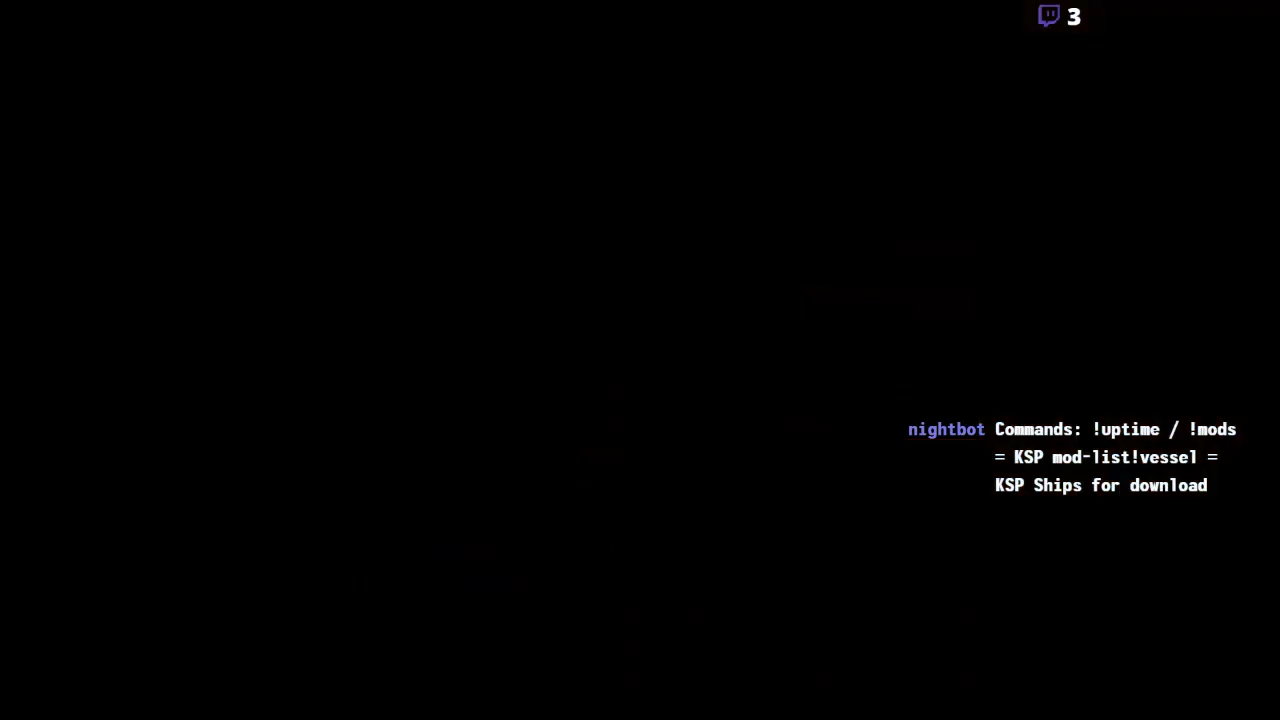 3
nightbot Commands: !uptime / !mods
= KSP mod-list!vessel =
KSP Ships for download